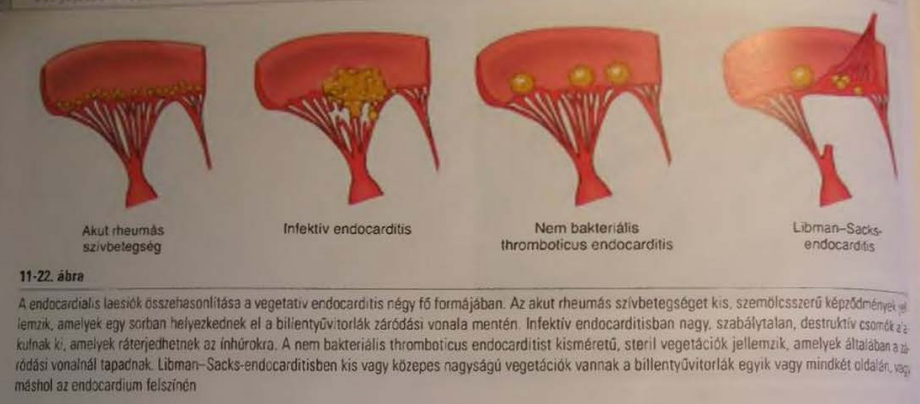 Akut rheumás
szívbetegség
Infektív endocarditis
Nem bakteriális
thromboticus endocarditis
Libman–Sacks-
endocarditis
11-22. ábra
A endocardialis laesiók összehasonlítása a vegetatív endocarditis négy fő formájában. Az akut rheumás szívbetegséget kis, szemölcsszerű képződmények
lemzik, amelyek egy sorban helyezkednek el a billentyűvitorlák záródási vonala mentén. Infektív endocarditisban nagy, szabálytalan, destruktív csomók
kulnak ki, amelyek ráterjedhetnek az ínhúrokra. A nem bakteriális thromboticus endocarditist kisméretű, steril vegetációk jellemzik, amelyek általában a
ródási vonalnál tapadnak. Libman–Sacks-endocarditisben kis vagy közepes nagyságú vegetációk vannak a billentyűvitorlák egyik vagy mindkét oldalán, vagy
máshol az endocardium felszínén